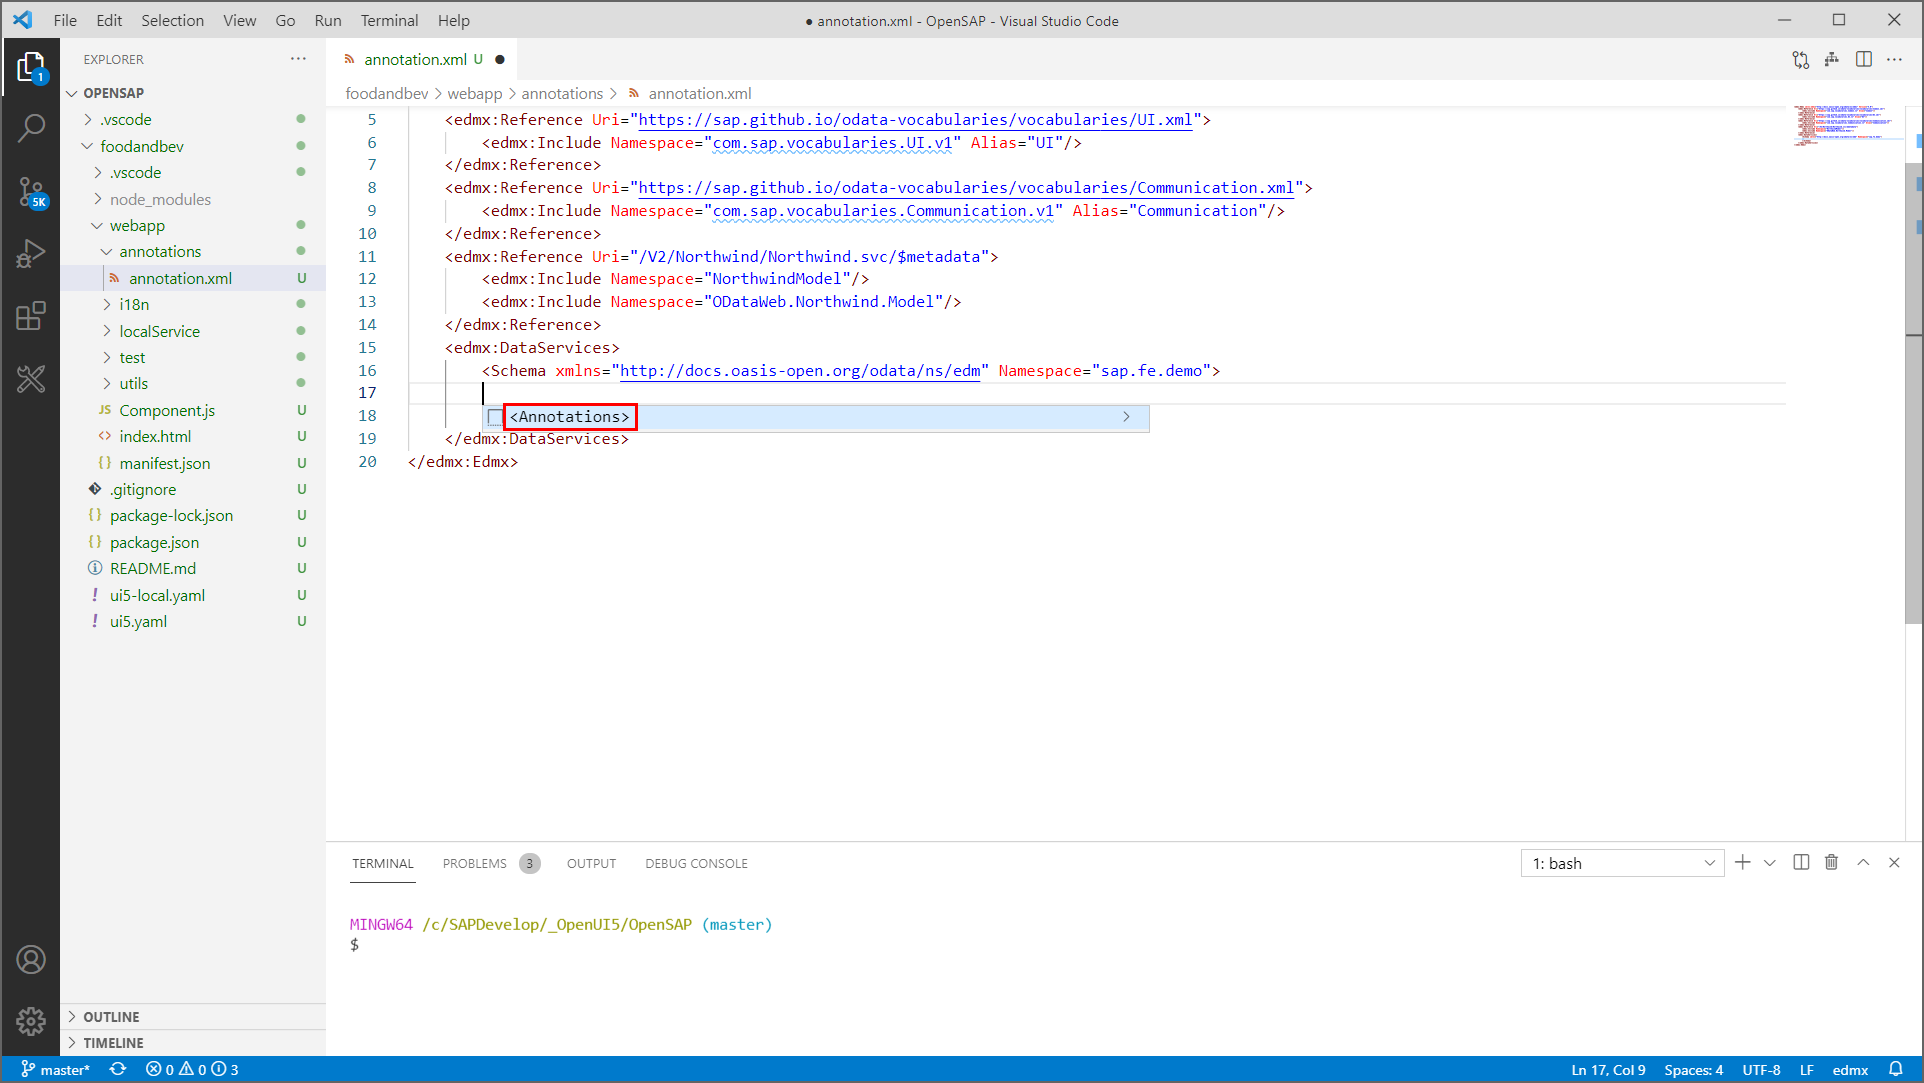 File Edit Selection View Go Run Terminal Help
● annotation.xml - OpenSAP - Visual Studio Code
EXPLORER
1
5K
OPENSAP
.vscode
foodandbev
.vscode
node_modules
webapp
annotations
annotation.xml U
i18n
localService
test
utils
JS Component.js U
<> index.html U
{} manifest.json U
.gitignore U
{} package-lock.json U
{} package.json U
README.md U
! ui5-local.yaml U
! ui5.yaml U
OUTLINE
TIMELINE
annotation.xml U ●
foodandbev > webapp > annotations > annotation.xml
5 <edmx:Reference Uri="https://sap.github.io/odata-vocabularies/vocabularies/UI.xml">
6 <edmx:Include Namespace="com.sap.vocabularies.UI.v1" Alias="UI"/>
7 </edmx:Reference>
8 <edmx:Reference Uri="https://sap.github.io/odata-vocabularies/vocabularies/Communication.xml">
9 <edmx:Include Namespace="com.sap.vocabularies.Communication.v1" Alias="Communication"/>
10 </edmx:Reference>
11 <edmx:Reference Uri="/V2/Northwind/Northwind.svc/$metadata">
12 <edmx:Include Namespace="NorthwindModel"/>
13 <edmx:Include Namespace="ODataWeb.Northwind.Model"/>
14 </edmx:Reference>
15 <edmx:DataServices>
16 <Schema xmlns="http://docs.oasis-open.org/odata/ns/edm" Namespace="sap.fe.demo">
17
18 <Annotations>
19 </edmx:DataServices>
20 </edmx:Edmx>
TERMINAL PROBLEMS 3 OUTPUT DEBUG CONSOLE
1: bash
MINGW64 /c/SAPDevelop/_OpenUI5/OpenSAP (master)
$
master* 0 0 3
Ln 17, Col 9 Spaces: 4 UTF-8 LF edmx